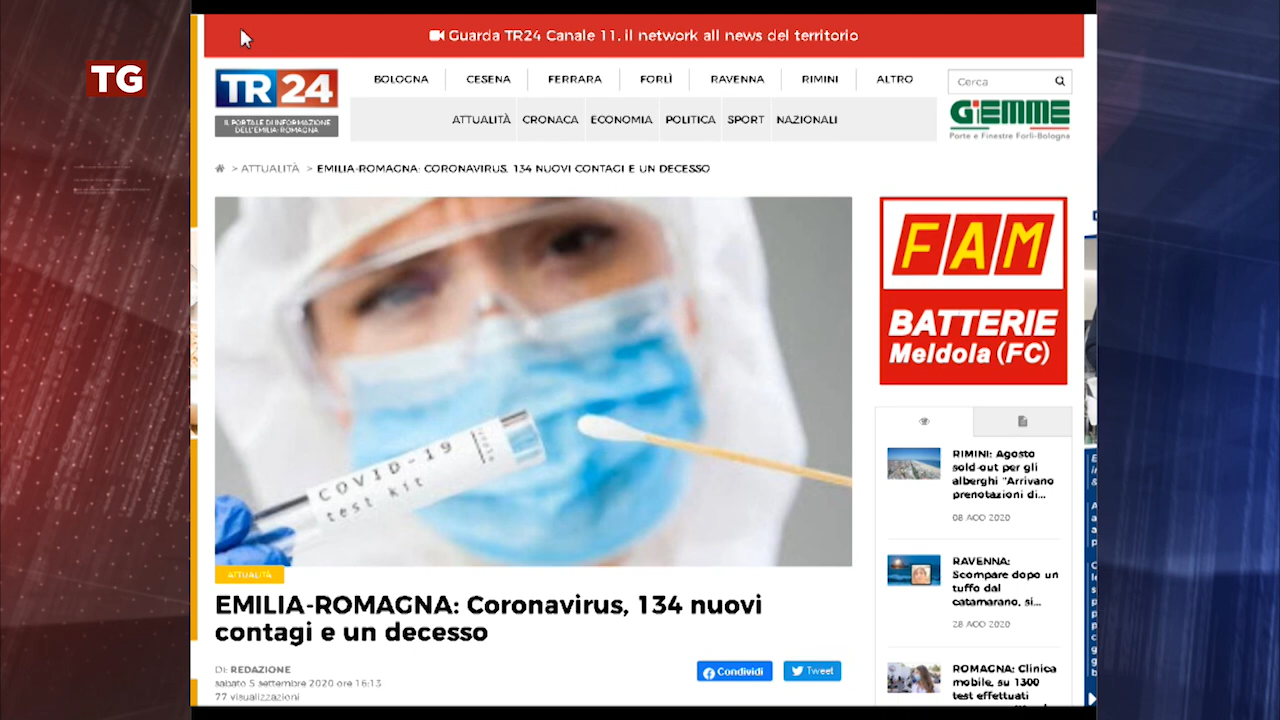 TG
Guarda TR24 Canale 11, il network all news del territorio
TR24
IL PORTALE DI INFORMAZIONE
DELL'EMILIA-ROMAGNA
BOLOGNA
CESENA
FERRARA
FORLÌ
RAVENNA
RIMINI
ALTRO
Cerca
ATTUALITÀ
CRONACA
ECONOMIA
POLITICA
SPORT
NAZIONALI
GIEMME
Porte e Finestre Forlì-Bologna
> ATTUALITÀ > EMILIA-ROMAGNA: CORONAVIRUS, 134 NUOVI CONTAGI E UN DECESSO
COVID-19
test kit
FAM
BATTERIE
Meldola (FC)
RIMINI: Agosto
sold-out per gli
alberghi "Arrivano
prenotazioni di...
08 AGO 2020
RAVENNA:
Scompare dopo un
tuffo dal
catamarano, si...
28 AGO 2020
ROMAGNA: Clinica
mobile, su 1300
test effettuati
ATTUALITÀ
EMILIA-ROMAGNA: Coronavirus, 134 nuovi
contagi e un decesso
DI: REDAZIONE
sabato 5 settembre 2020 ore 16:13
77 visualizzazioni
Condividi
Tweet